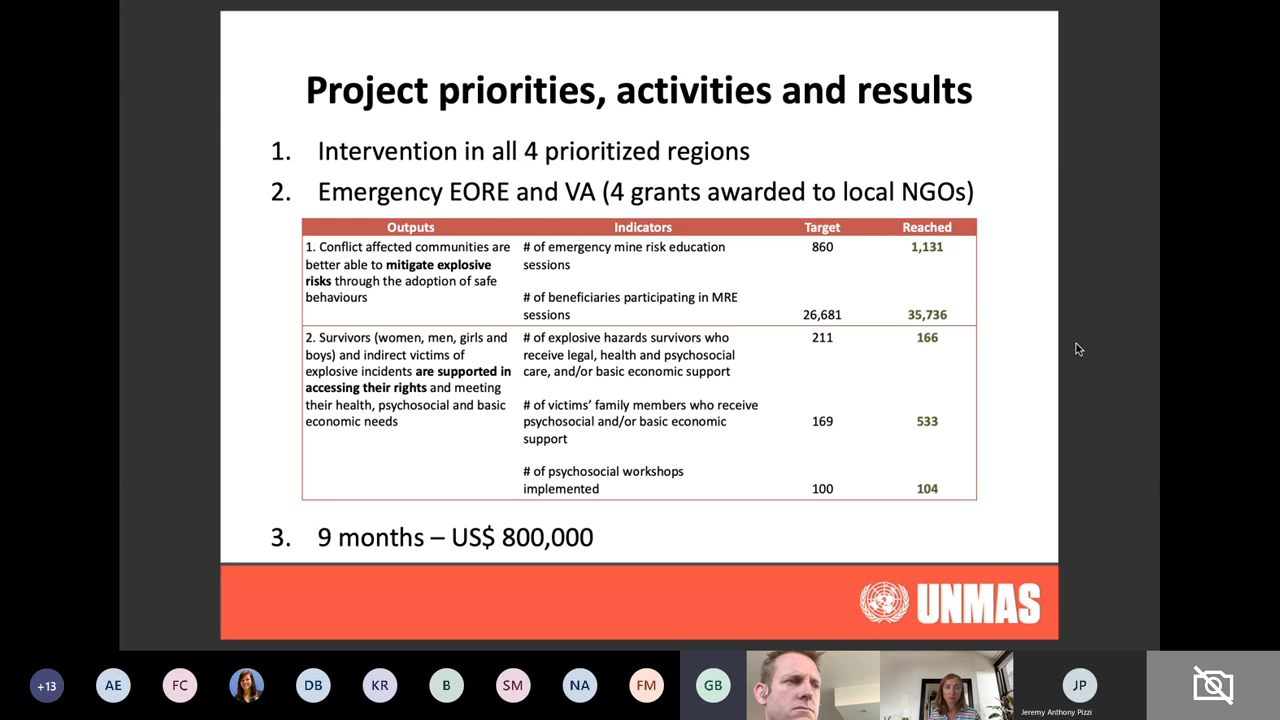 Project priorities, activities and results
1. Intervention in all 4 prioritized regions
2. Emergency EORE and VA (4 grants awarded to local NGOs)
Outputs Indicators Target Reached
1. Conflict affected communities are
better able to mitigate explosive
risks through the adoption of safe
behaviours
# of emergency mine risk education
sessions
860 1,131
# of beneficiaries participating in MRE
sessions
26,681 35,736
2. Survivors (women, men, girls and
boys) and indirect victims of
explosive incidents are supported in
accessing their rights and meeting
their health, psychosocial and basic
economic needs
# of explosive hazards survivors who
receive legal, health and psychosocial
care, and/or basic economic support
211 166
# of victims' family members who receive
psychosocial and/or basic economic
support
169 533
# of psychosocial workshops
implemented
100 104
3. 9 months – US$ 800,000
UNMAS
+13 AE FC DB KR B SM NA FM GB JP
Jeremy Anthony Pizzi